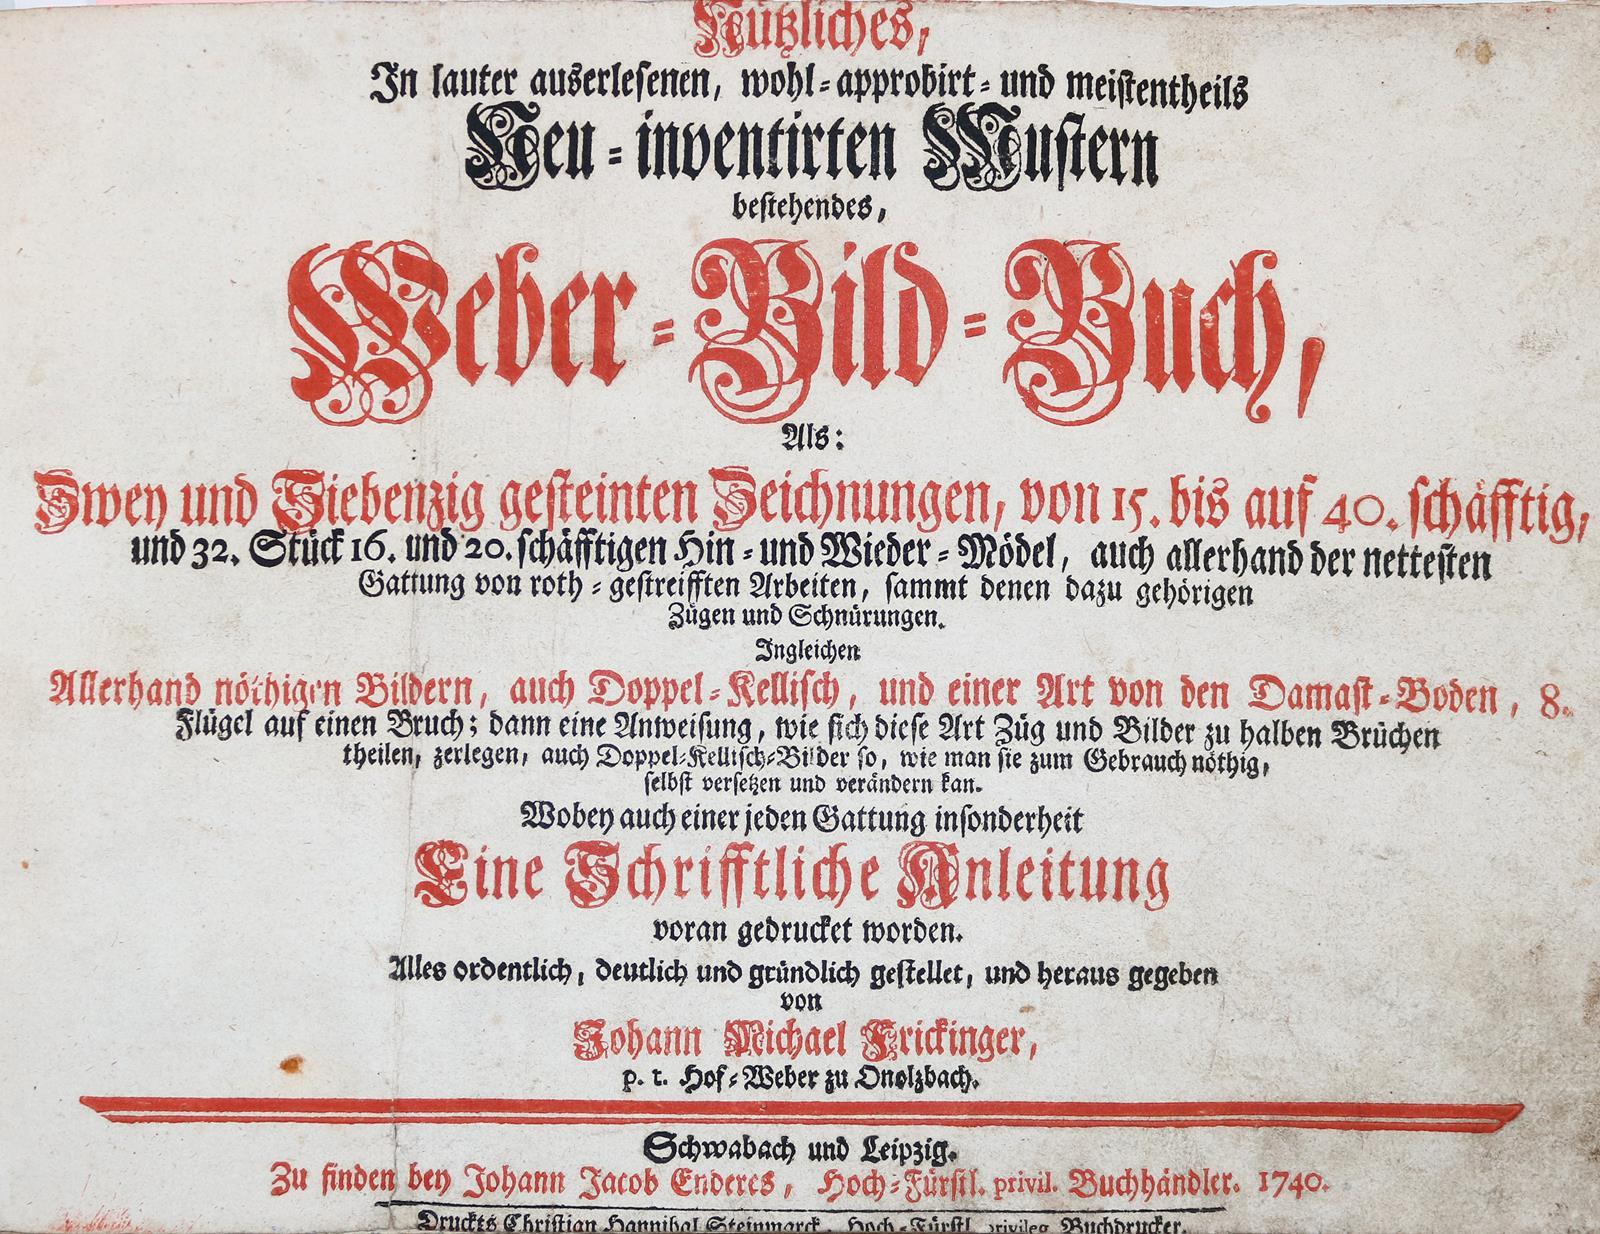 Nützliches,
In lauter auserlesenen, wohl-approbirt- und meistentheils
Neu-inventirten Mustern
bestehendes,
Weber-Bild-Buch,
Als:
Zwey und Siebenzig gesteinten Zeichnungen, von 15. bis auf 40. schäfftig,
und 32. Stück 16. und 20. schäfftigen Hin- und Wieder-Mödel, auch allerhand der nettesten
Gattung von roth-gestreifften Arbeiten, sammt denen dazu gehörigen
Zügen und Schnürungen.
Ingleichen
Allerhand nöthigen Bildern, auch Doppel-Kellisch, und einer Art von den Damast-Boden, 8.
Flügel auf einen Bruch; dann eine Anweisung, wie sich diese Art Züg und Bilder zu halben Brüchen
theilen, zerlegen, auch Doppel-Kellisch-Bilder so, wie man sie zum Gebrauch nöthig,
selbst versetzen und verändern kan.
Wobey auch einer jeden Gattung insonderheit
Eine Schrifftliche Anleitung
voran gedrucket worden.
Alles ordentlich, deutlich und gründlich gestellet, und heraus gegeben
von
Johann Michael Frickinger,
p. t. Hof-Weber zu Onolzbach.
Schwabach und Leipzig.
Zu finden bey Johann Jacob Enderes, Hoch-Fürstl. privil. Buchhändler. 1740.
Druckts Christian Hannibal Steinmarck, Hoch-Fürstl. privileg. Buchdrucker.